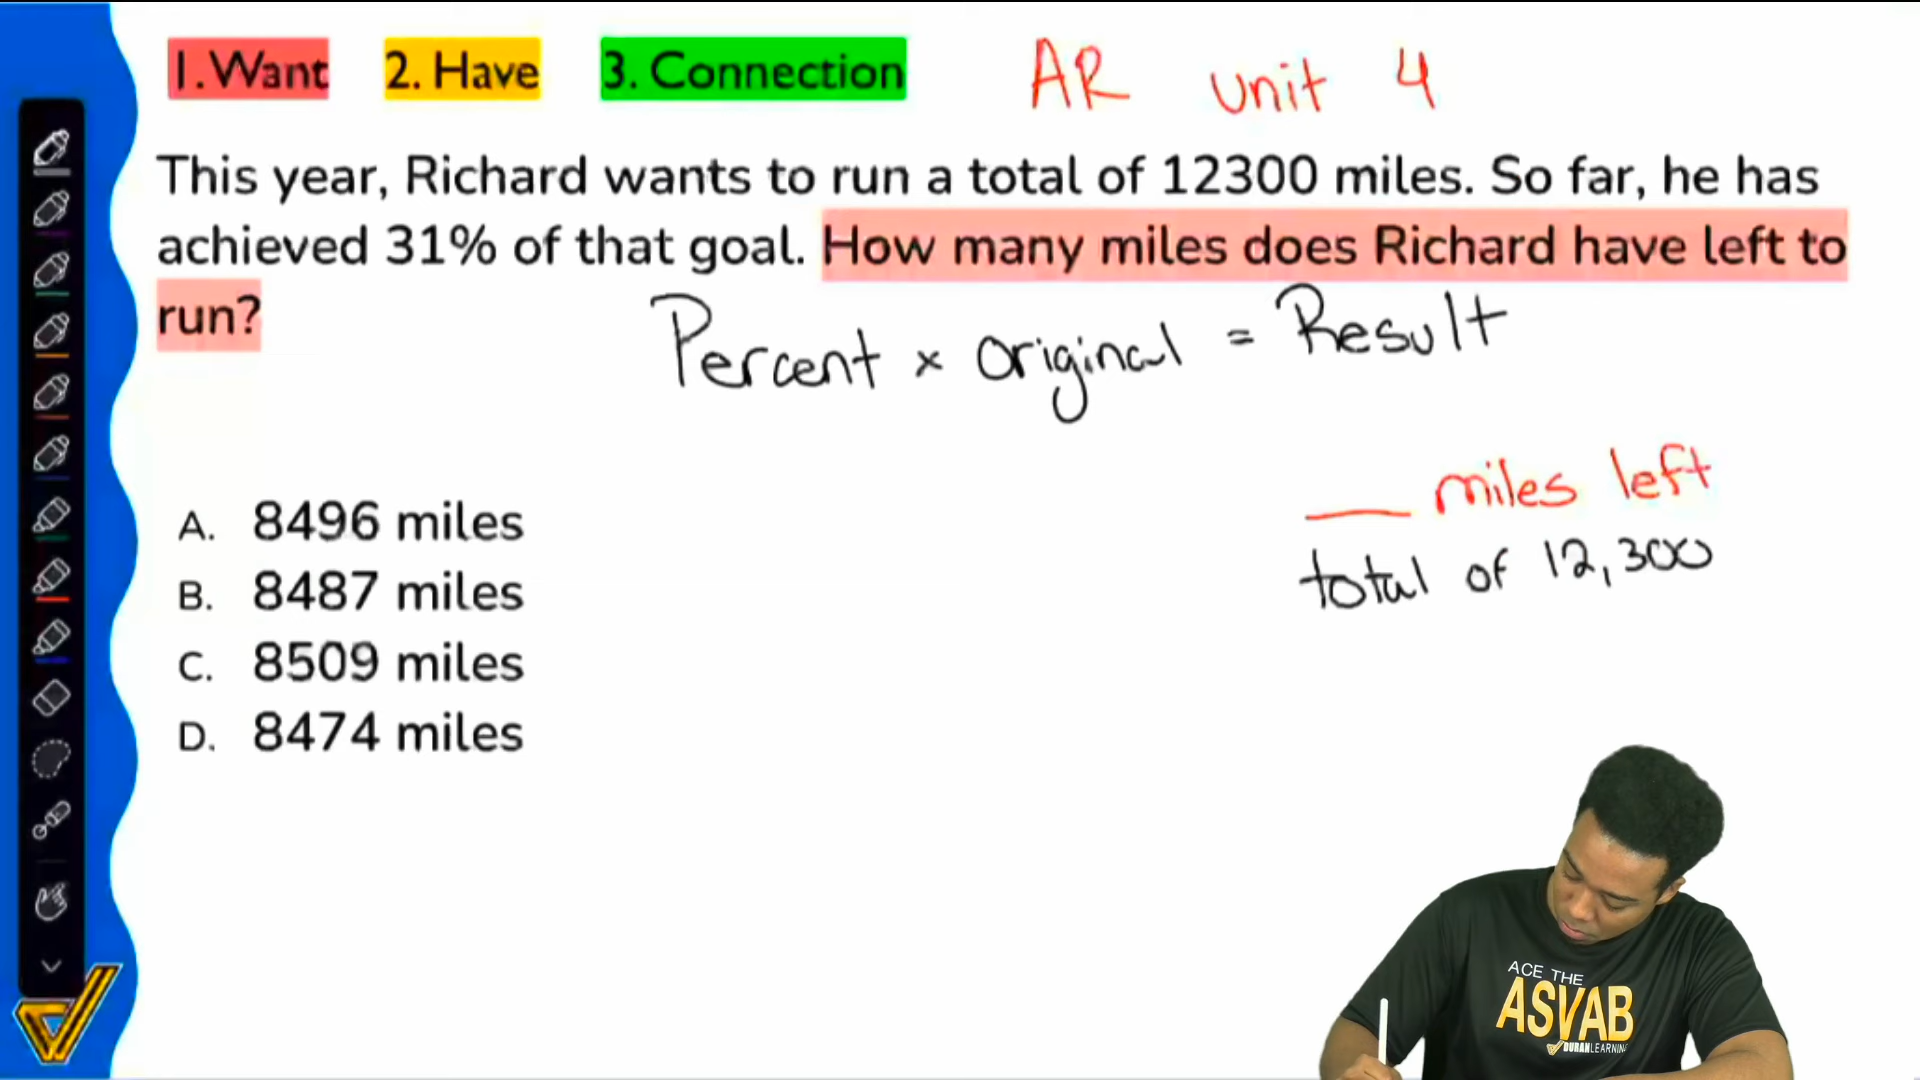 1. Want 2. Have 3. Connection AR unit 4
This year, Richard wants to run a total of 12300 miles. So far, he has
achieved 31% of that goal. How many miles does Richard have left to
run?
Percent × original = Result
___ miles left
total of 12,300
A. 8496 miles
B. 8487 miles
C. 8509 miles
D. 8474 miles
ACE THE
ASVAB
DURANLEARNING